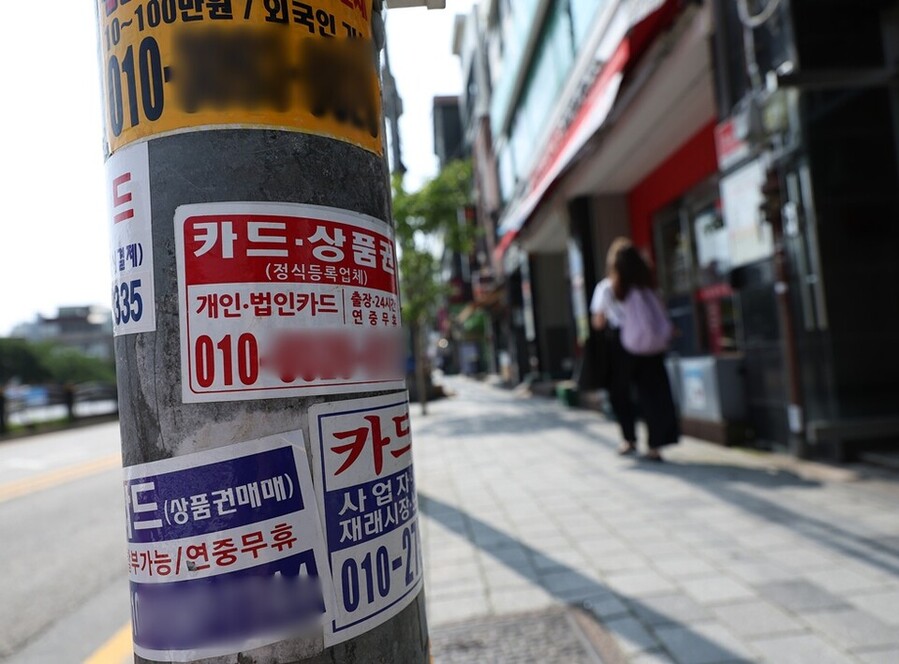 10~100만원 / 외국인
010-
드
결제)
335
카드·상품권
(정식등록업체)
개인·법인카드
출장·24시간
연중무휴
010-
카드
사업자
재래시장·
010-2
드(상품권매매)
부가능/연중무휴